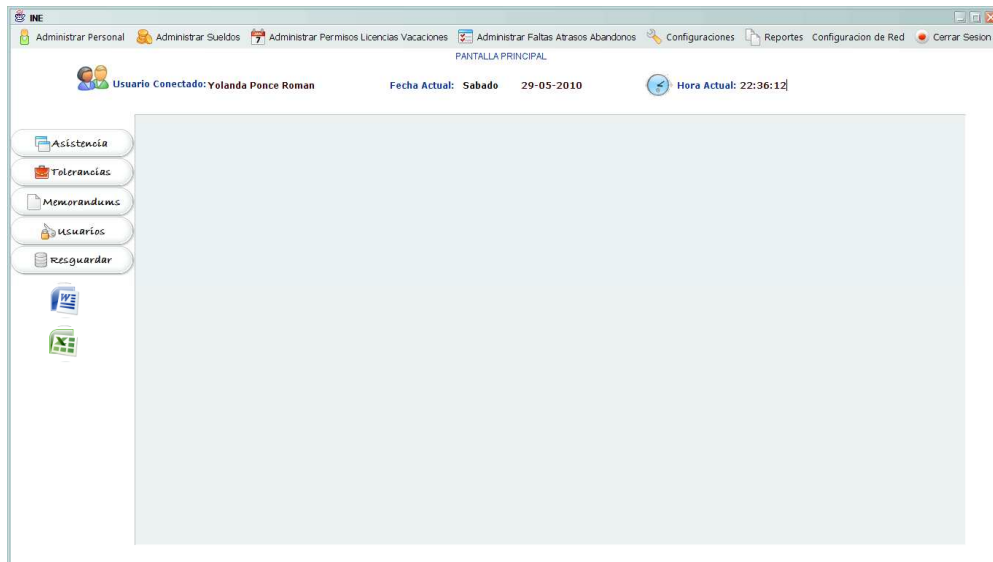 INE
Administrar Personal Administrar Sueldos 7 Administrar Permisos Licencias Vacaciones Administrar Faltas Atrasos Abandonos Configuraciones Reportes Configuracion de Red Cerrar Sesion
PANTALLA PRINCIPAL
Usuario Conectado: Yolanda Ponce Roman Fecha Actual: Sabado 29-05-2010 Hora Actual: 22:36:12
Asistencia
Tolerancias
Memorandums
Usuarios
Resguardar
W
X